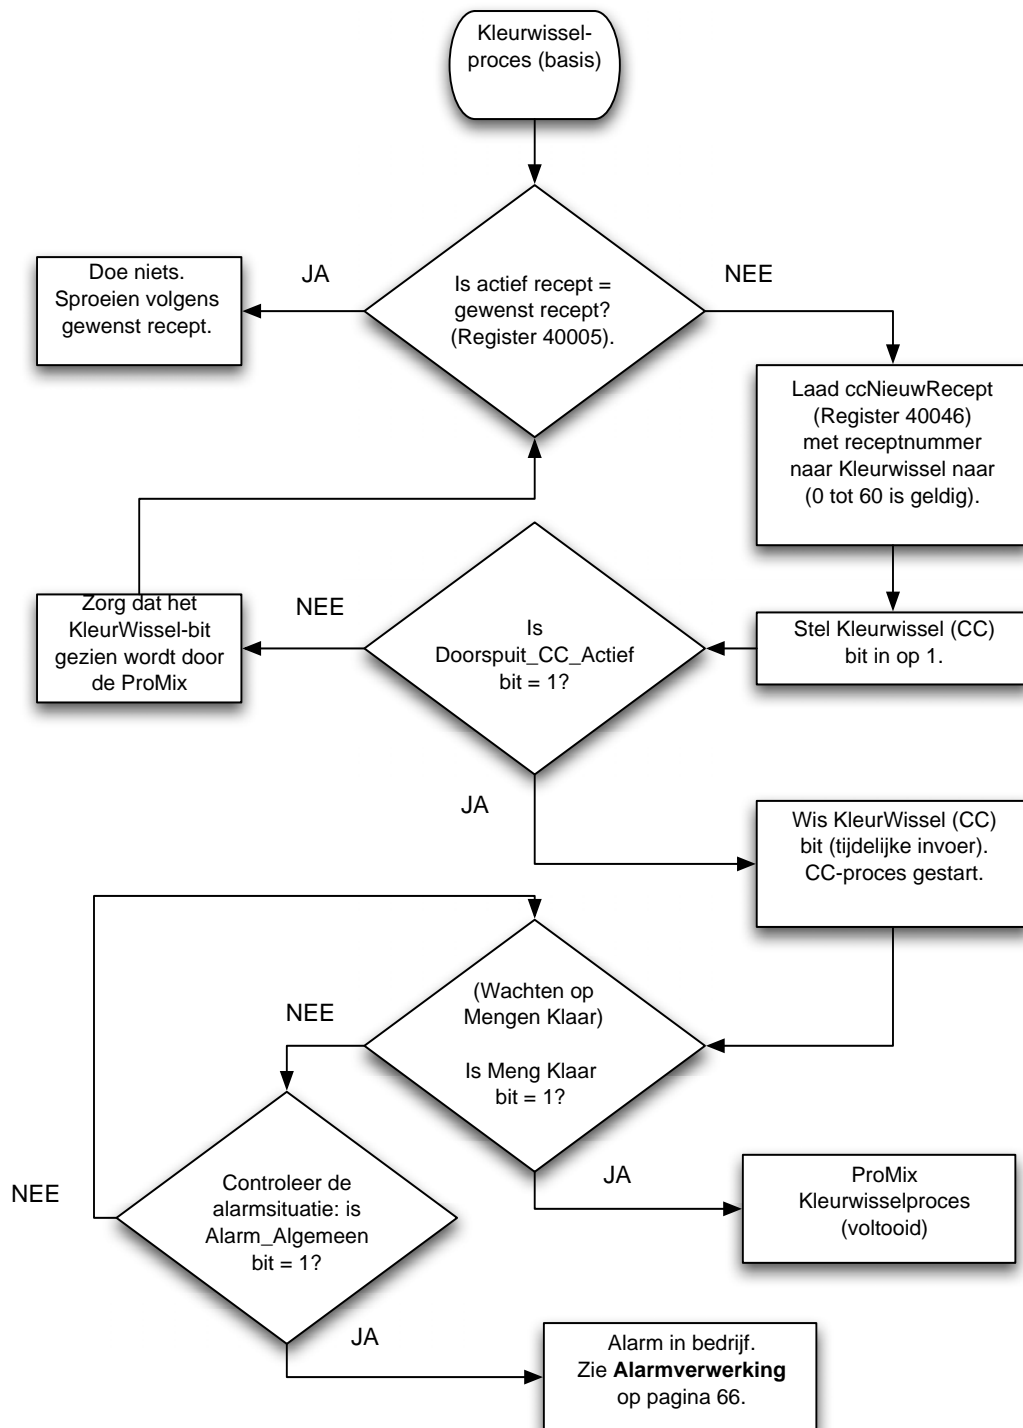 Kleurwissel-
proces (basis)
JA
NEE
Doe niets.
Sproeien volgens
gewenst recept.
Is actief recept =
gewenst recept?
(Register 40005).
Laad ccNieuwRecept
(Register 40046)
met receptnummer
naar Kleurwissel naar
(0 tot 60 is geldig).
Zorg dat het
KleurWissel-bit
gezien wordt door
de ProMix
NEE
Is
Doorspuit_CC_Actief
bit = 1?
Stel Kleurwissel (CC)
bit in op 1.
JA
Wis KleurWissel (CC)
bit (tijdelijke invoer).
CC-proces gestart.
NEE
(Wachten op
Mengen Klaar)
Is Meng Klaar
bit = 1?
JA
NEE
Controleer de
alarmsituatie: is
Alarm_Algemeen
bit = 1?
ProMix
Kleurwisselproces
(voltooid)
JA
Alarm in bedrijf.
Zie Alarmverwerking
op pagina 66.